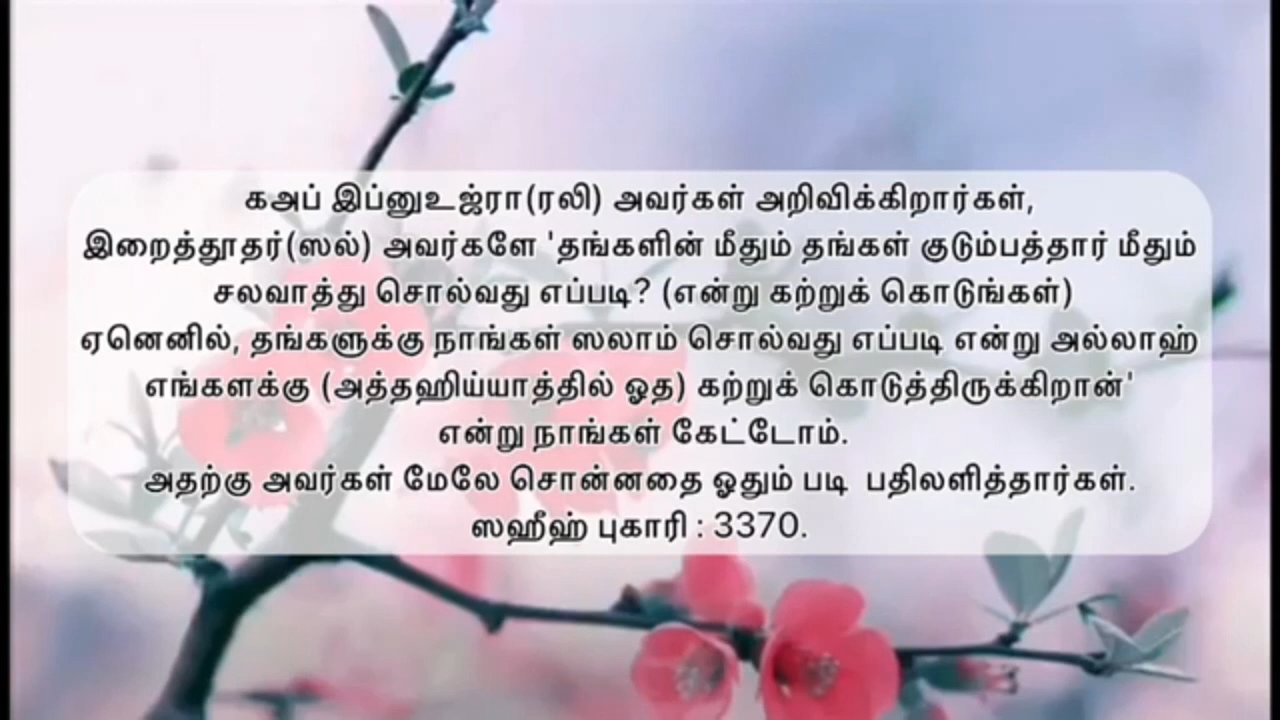 கஅப் இப்னுஉஜ்ரா(ரலி) அவர்கள் அறிவிக்கிறார்கள்,
இறைத்தூதர்(ஸல்) அவர்களே 'தங்களின் மீதும் தங்கள் குடும்பத்தார் மீதும்
சலவாத்து சொல்வது எப்படி? (என்று கற்றுக் கொடுங்கள்)
ஏனெனில், தங்களுக்கு நாங்கள் ஸலாம் சொல்வது எப்படி என்று அல்லாஹ்
எங்களக்கு (அத்தஹிய்யாத்தில் ஓத) கற்றுக் கொடுத்திருக்கிறான்'
என்று நாங்கள் கேட்டோம்.
அதற்கு அவர்கள் மேலே சொன்னதை ஓதும் படி பதிலளித்தார்கள்.
ஸஹீஹ் புகாரி : 3370.